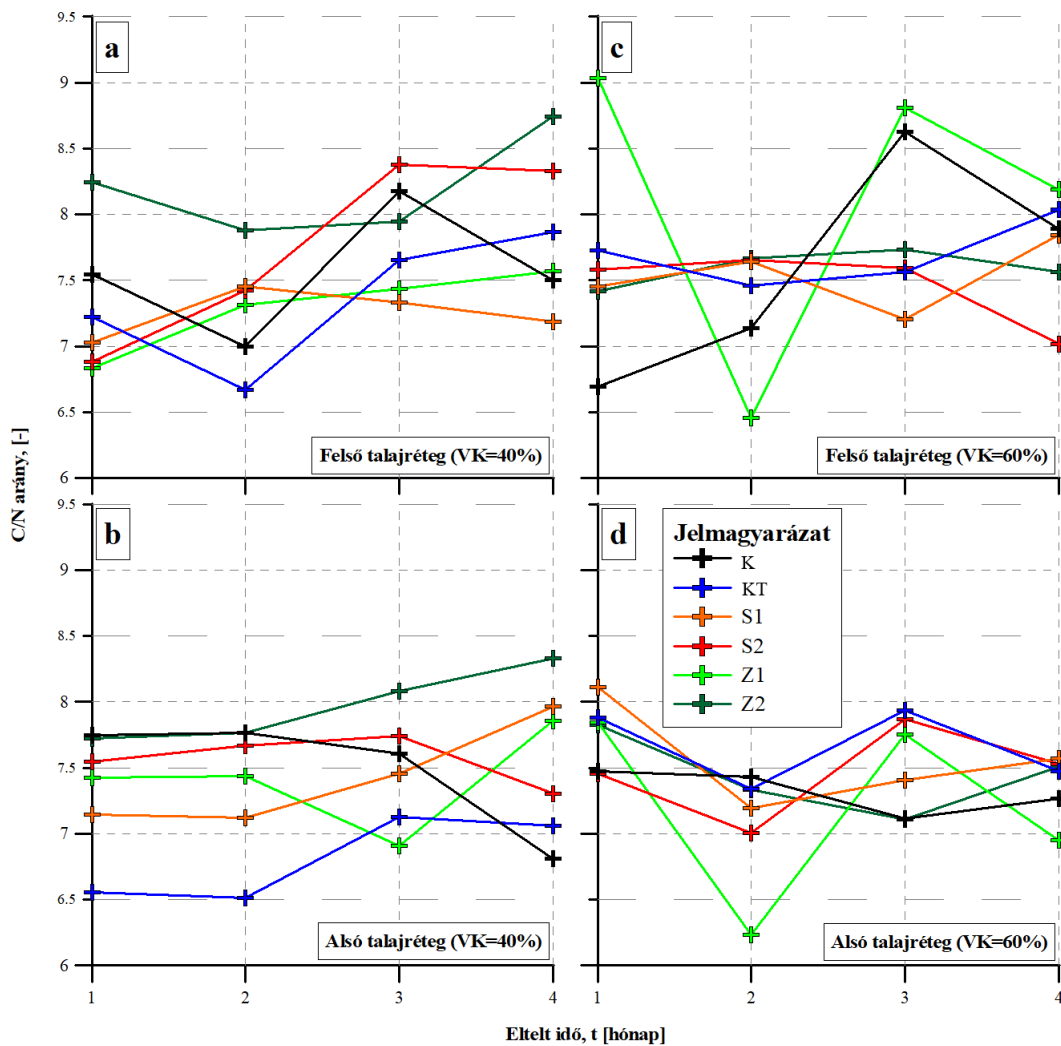 9.5
9
8.5
8
7.5
7
6.5
6
a
Felső talajréteg (VK=40%)
c
Felső talajréteg (VK=60%)
C/N arány, [-]
9.5
9
8.5
8
7.5
7
6.5
6
b
Alsó talajréteg (VK=40%)
1
2
3
4
d
Jelmagyarázat
K
KT
S1
S2
Z1
Z2
Alsó talajréteg (VK=60%)
1
2
3
4
Eltelt idő, t [hónap]